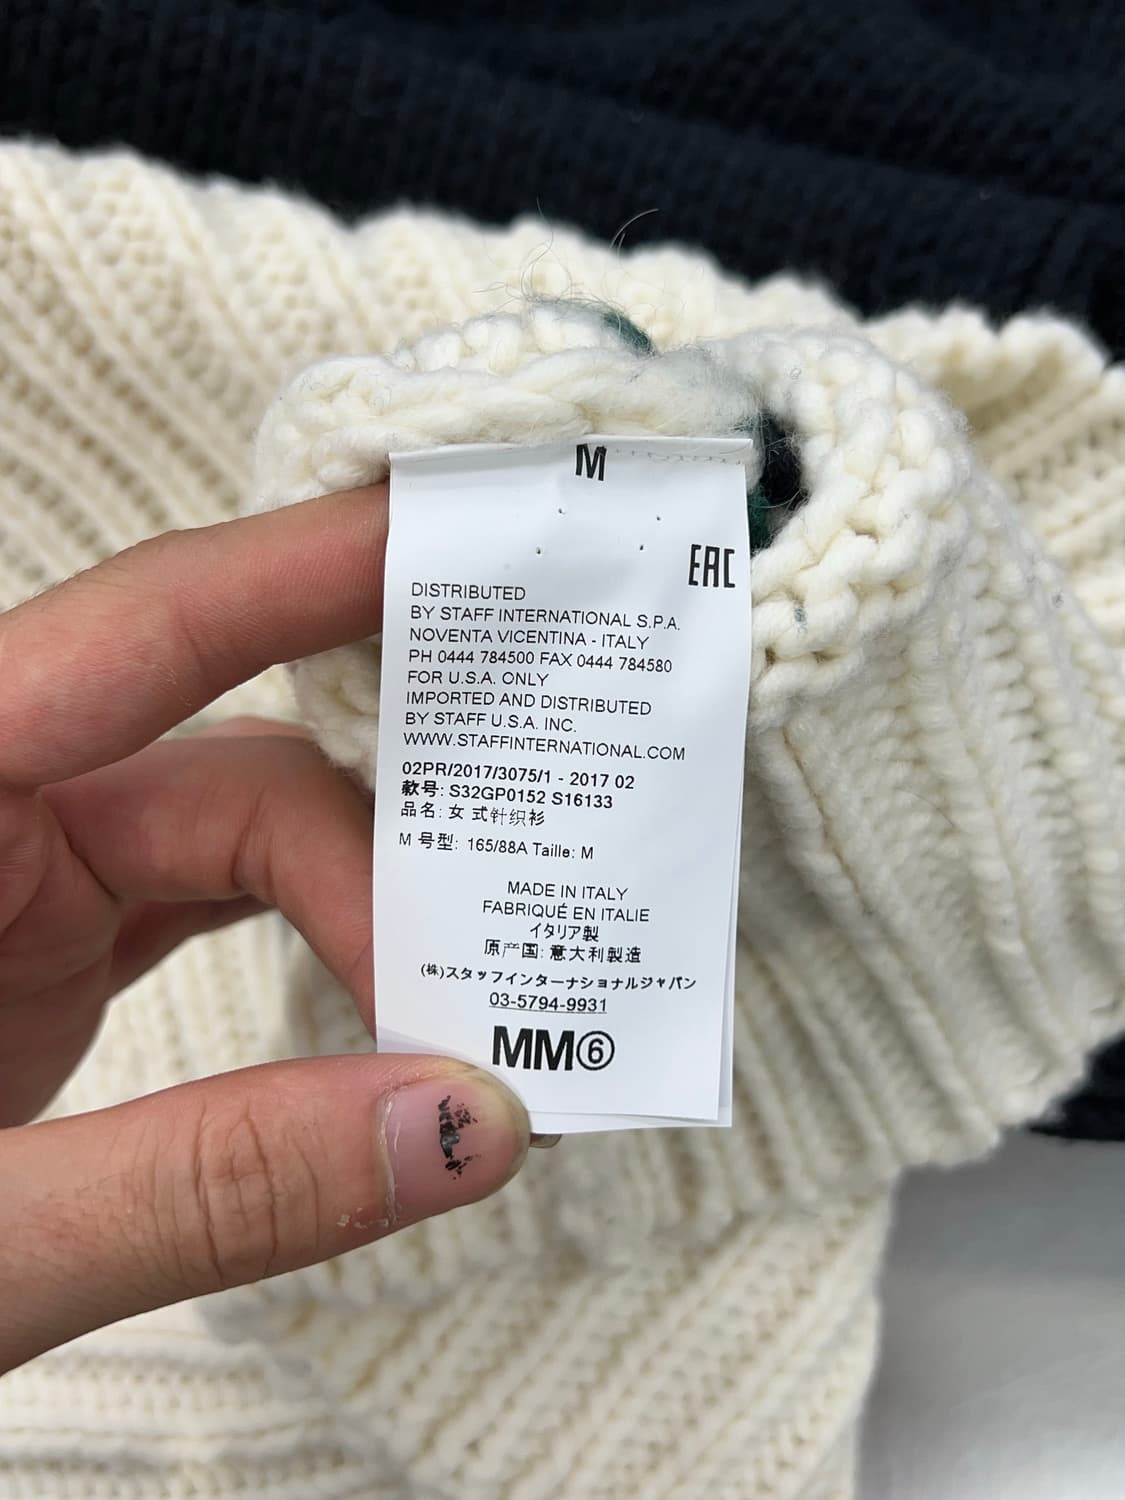 M
EAC
DISTRIBUTED
BY STAFF INTERNATIONAL S.P.A.
NOVENTA VICENTINA - ITALY
PH 0444 784500 FAX 0444 784580
FOR U.S.A. ONLY
IMPORTED AND DISTRIBUTED
BY STAFF U.S.A. INC.
WWW.STAFFINTERNATIONAL.COM
02PR/2017/3075/1 - 2017 02
款号: S32GP0152 S16133
品名: 女 式针织衫
M 号型: 165/88A Taille: M
MADE IN ITALY
FABRIQUÉ EN ITALIE
イタリア製
原产国: 意大利製造
(株)スタッフインターナショナルジャパン
03-5794-9931
MM⑥